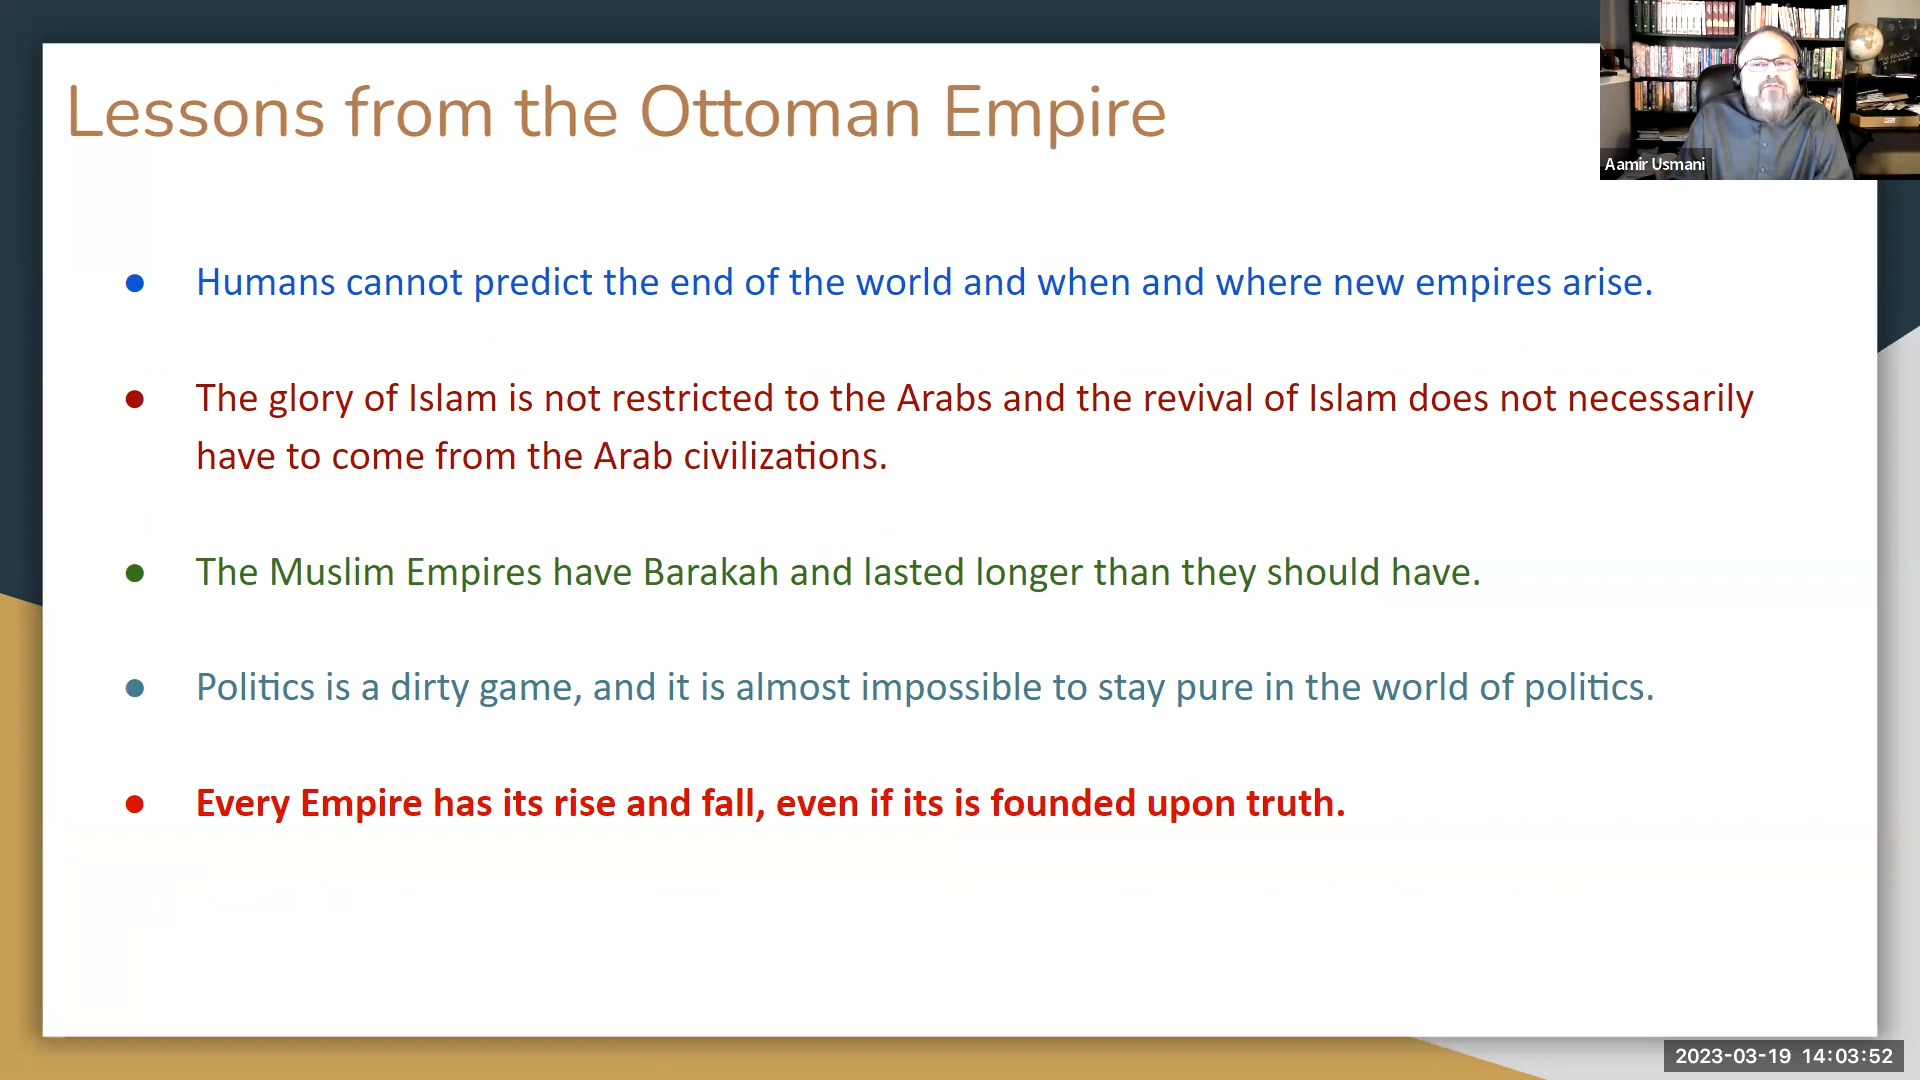 Lessons from the Ottoman Empire
Aamir Usmani
● Humans cannot predict the end of the world and when and where new empires arise.
● The glory of Islam is not restricted to the Arabs and the revival of Islam does not necessarily
have to come from the Arab civilizations.
● The Muslim Empires have Barakah and lasted longer than they should have.
● Politics is a dirty game, and it is almost impossible to stay pure in the world of politics.
● Every Empire has its rise and fall, even if its is founded upon truth.
2023-03-19 14:03:52